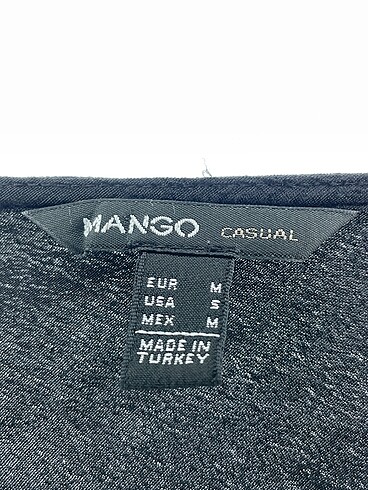 MANGO CASUAL
EUR M
USA S
MEX M
MADE IN
TURKEY